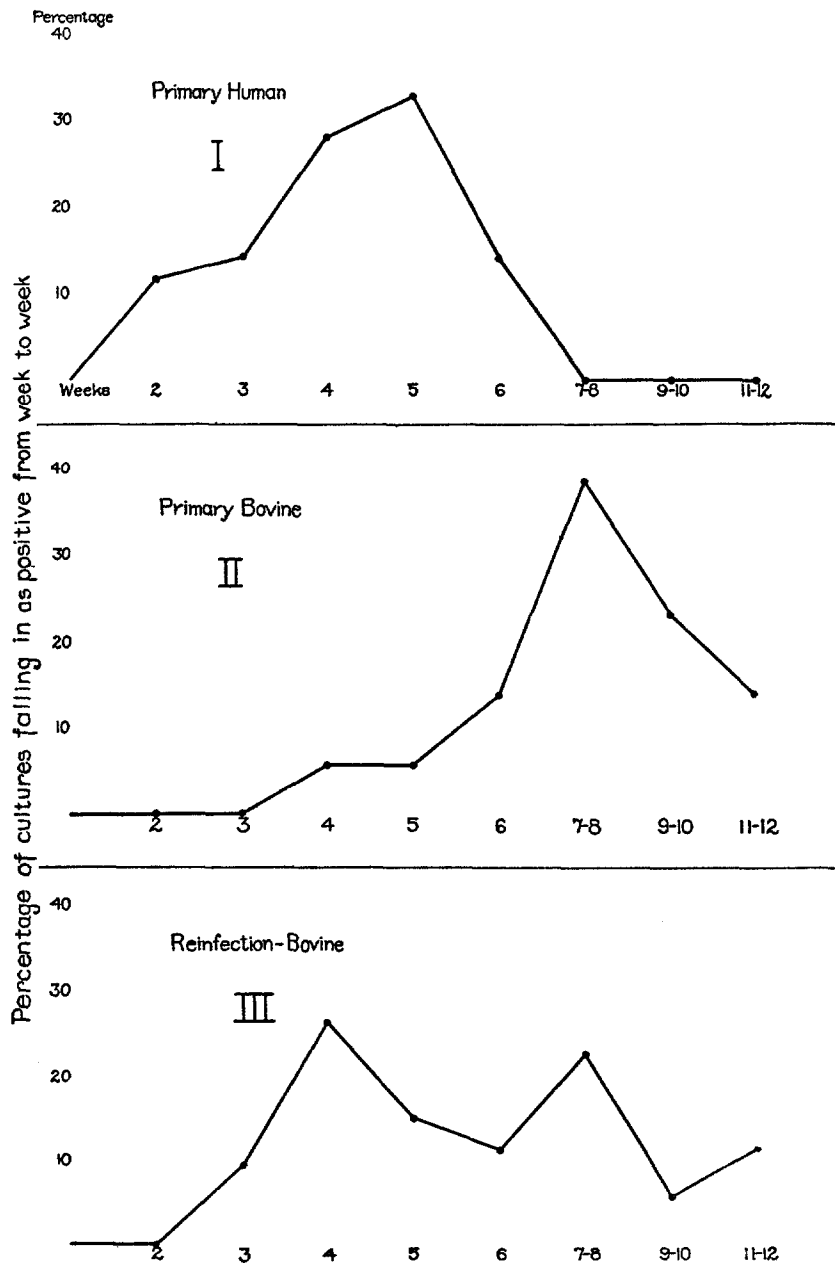 Percentage
40
Primary Human
30
I
20
10
Weeks 2 3 4 5 6 7-8 9-10 11-12
Percentage of cultures falling in as positive from week to week
40
Primary Bovine
30
II
20
10
2 3 4 5 6 7-8 9-10 11-12
40
Reinfection-Bovine
30
III
20
10
2 3 4 5 6 7-8 9-10 11-12